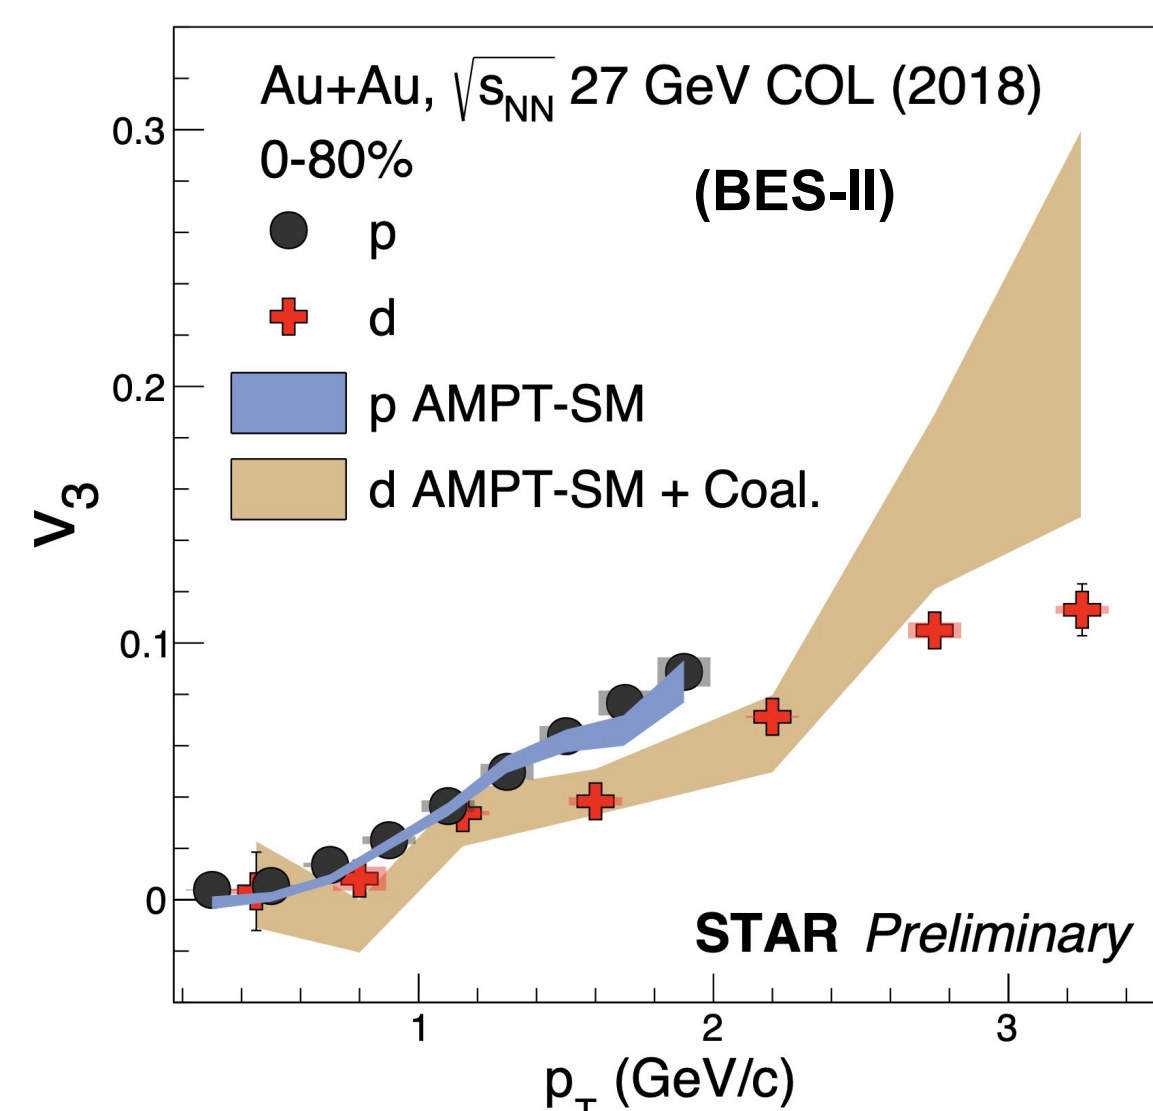 Au+Au, √sNN 27 GeV COL (2018)
0-80%
(BES-II)
p
d
p AMPT-SM
d AMPT-SM + Coal.
0.3
0.2
0.1
0
v3
STAR Preliminary
1 2 3
pT (GeV/c)